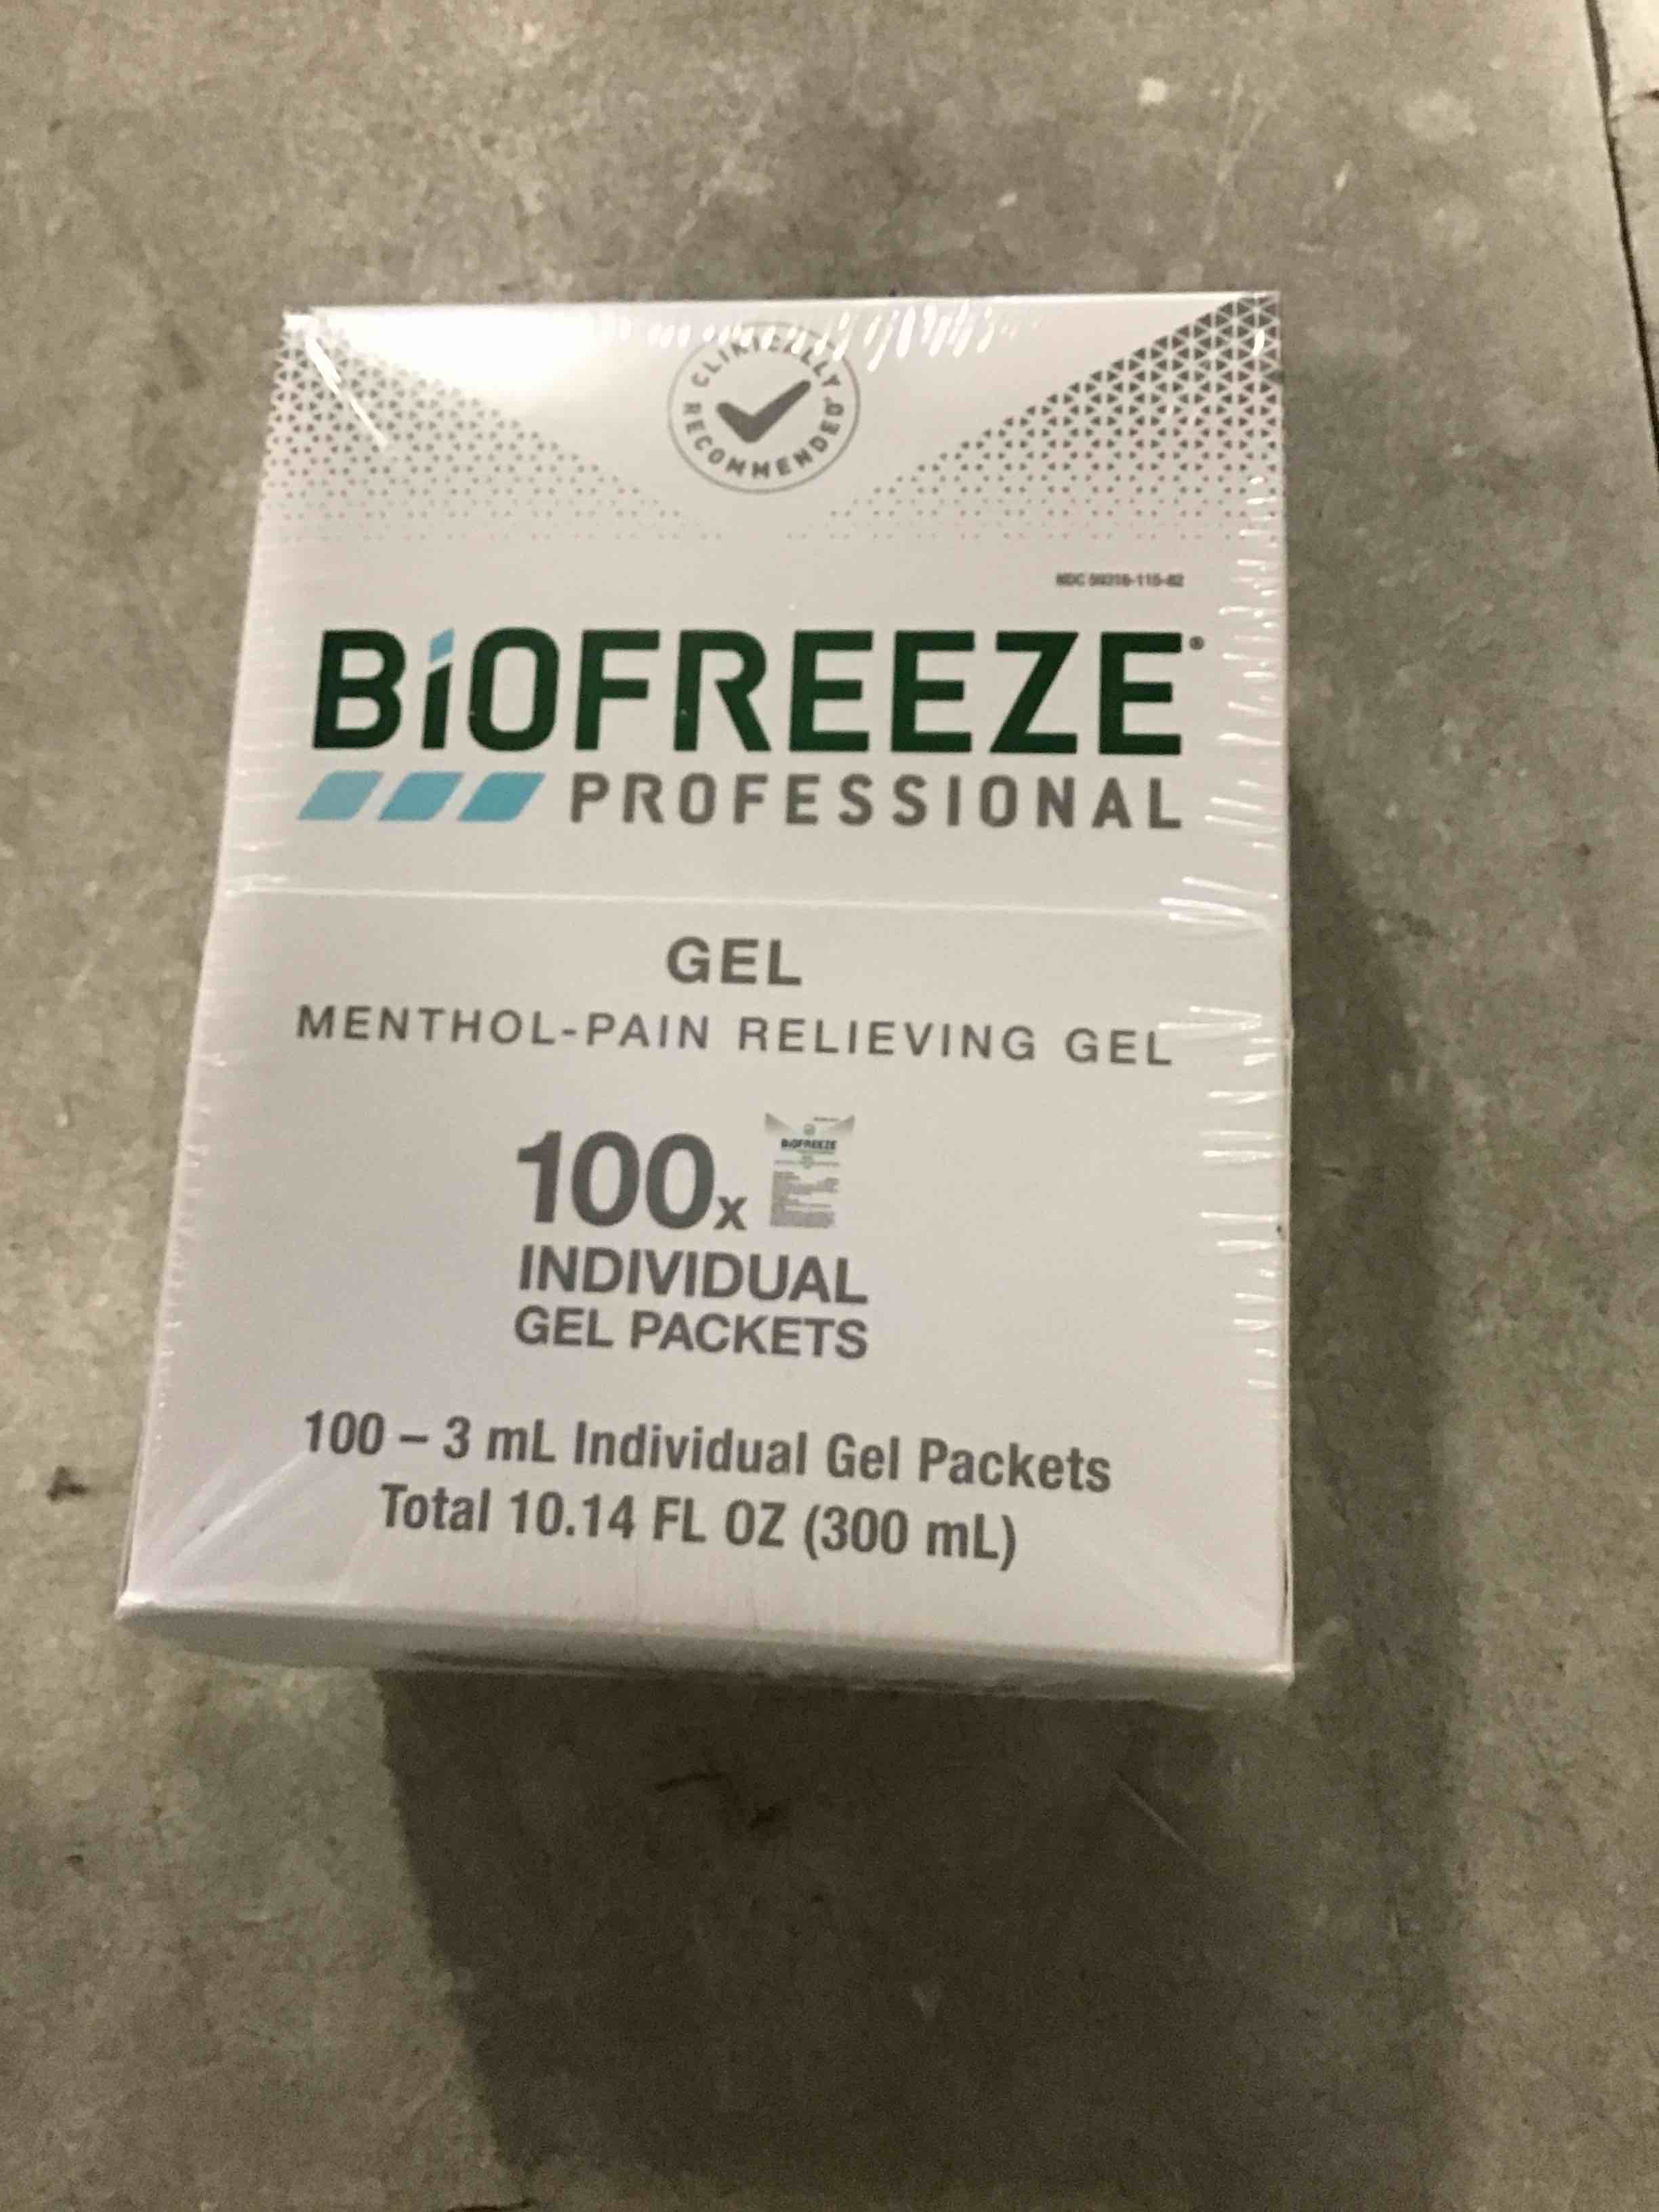 CLINICALLY
RECOMMENDED
BiOFREEZE®
PROFESSIONAL
GEL
MENTHOL-PAIN RELIEVING GEL
100x
BIOFREEZE
INDIVIDUAL
GEL PACKETS
100 – 3 mL Individual Gel Packets
Total 10.14 FL OZ (300 mL)